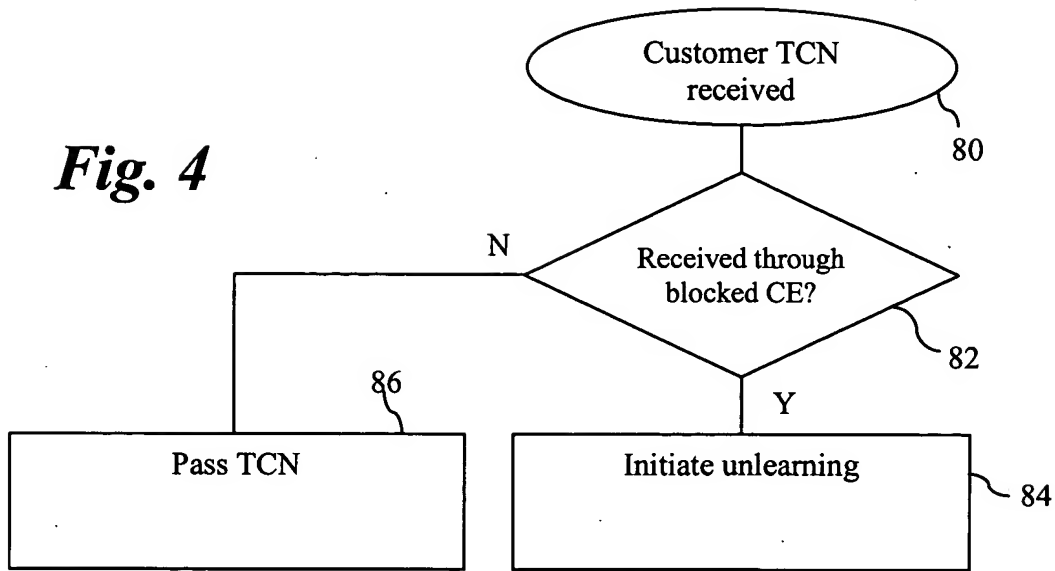 Customer TCN
received
80
Fig. 4
N
Received through
blocked CE?
82
86
Y
Pass TCN
Initiate unlearning
84